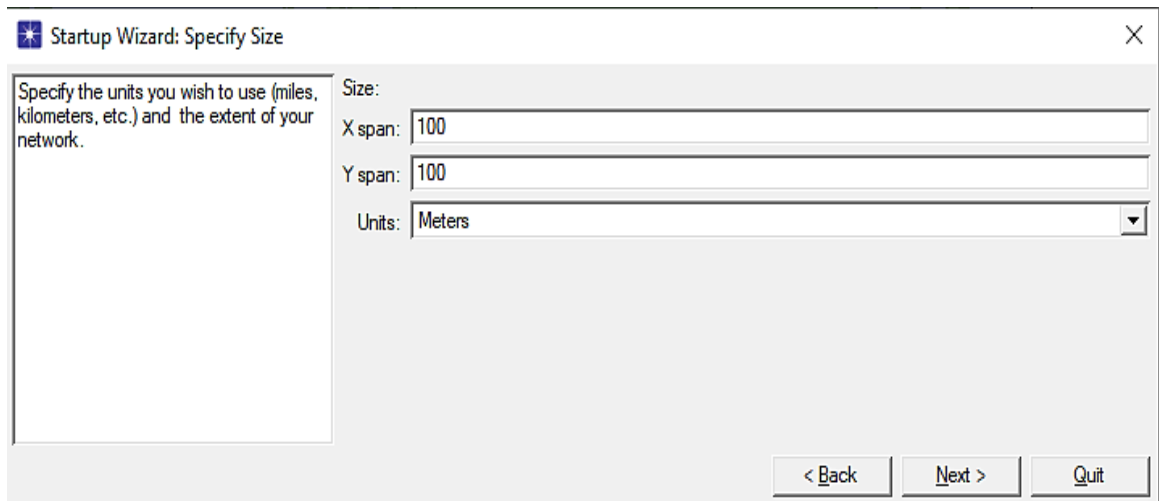 Startup Wizard: Specify Size
Specify the units you wish to use (miles,
kilometers, etc.) and  the extent of your
network.
Size:
X span: 100
Y span: 100
Units: Meters
< Back Next > Quit